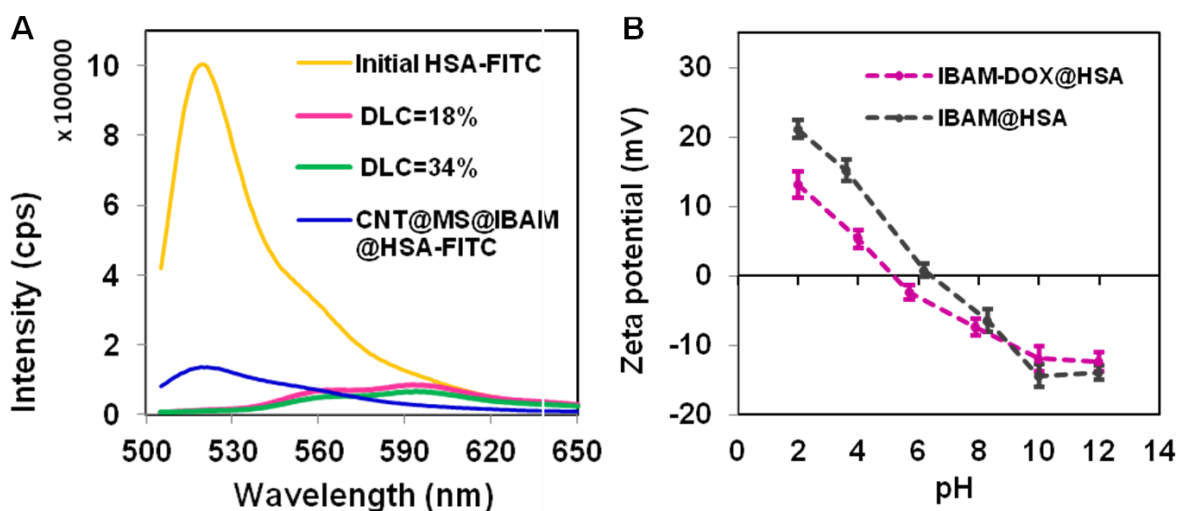 A
x 100000
Intensity (cps)
10
8
6
4
2
0
Initial HSA-FITC
DLC=18%
DLC=34%
CNT@MS@IBAM
@HSA-FITC
500 530 560 590 620 650
Wavelength (nm)
B
Zeta potential (mV)
30
20
10
0
-10
-20
IBAM-DOX@HSA
IBAM@HSA
0 2 4 6 8 10 12 14
pH